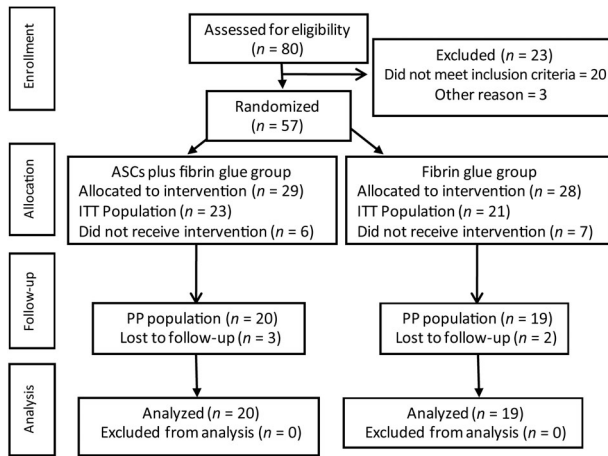 Enrollment
Assessed for eligibility
(n = 80)
Excluded (n = 23)
Did not meet inclusion criteria = 20
Other reason = 3
Randomized
(n = 57)
Allocation
ASCs plus fibrin glue group
Allocated to intervention (n = 29)
ITT Population (n = 23)
Did not receive intervention (n = 6)
Fibrin glue group
Allocated to intervention (n = 28)
ITT Population (n = 21)
Did not receive intervention (n = 7)
Follow-up
PP population (n = 20)
Lost to follow-up (n = 3)
PP population (n = 19)
Lost to follow-up (n = 2)
Analysis
Analyzed (n = 20)
Excluded from analysis (n = 0)
Analyzed (n = 19)
Excluded from analysis (n = 0)